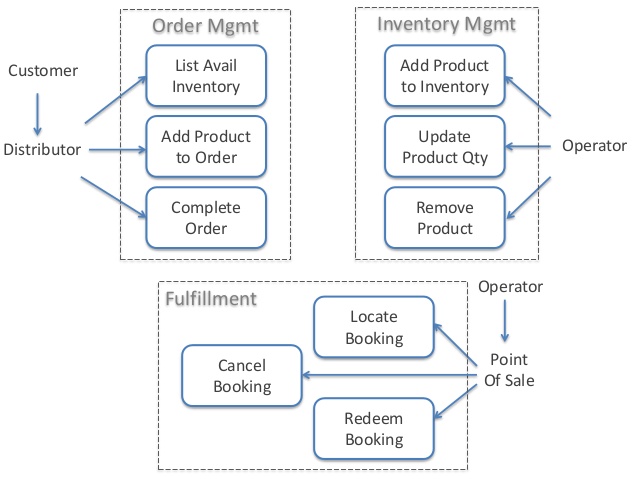 Order Mgmt
Customer
Distributor
List Avail
Inventory
Add Product
to Order
Complete
Order
Inventory Mgmt
Add Product
to Inventory
Update
Product Qty
Remove
Product
Operator
Fulfillment
Locate
Booking
Cancel
Booking
Redeem
Booking
Operator
Point
Of Sale